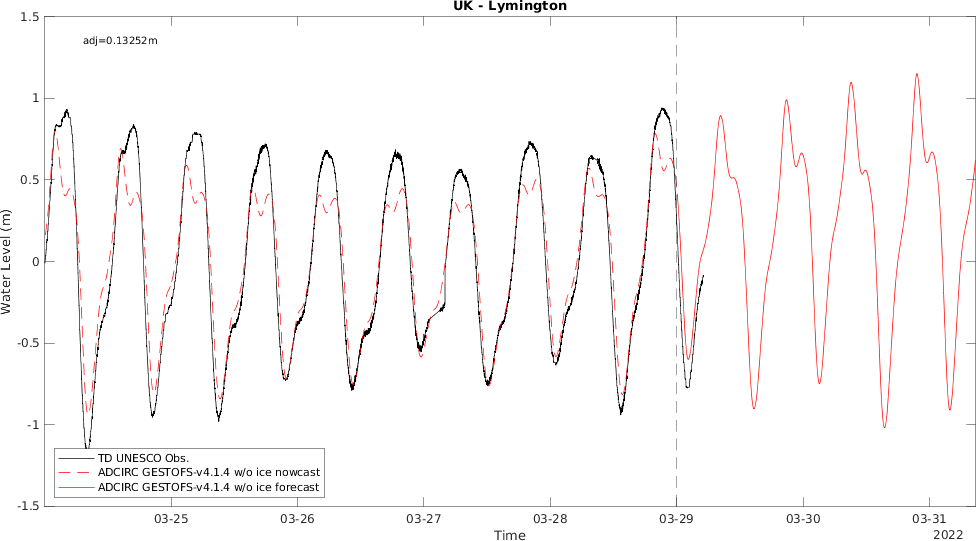 UK - Lymington
adj=0.13252m
1.5
1
0.5
0
-0.5
-1
-1.5
Water Level (m)
TD UNESCO Obs.
ADCIRC GESTOFS-v4.1.4 w/o ice nowcast
ADCIRC GESTOFS-v4.1.4 w/o ice forecast
03-25 03-26 03-27 03-28 03-29 03-30 03-31
Time
2022